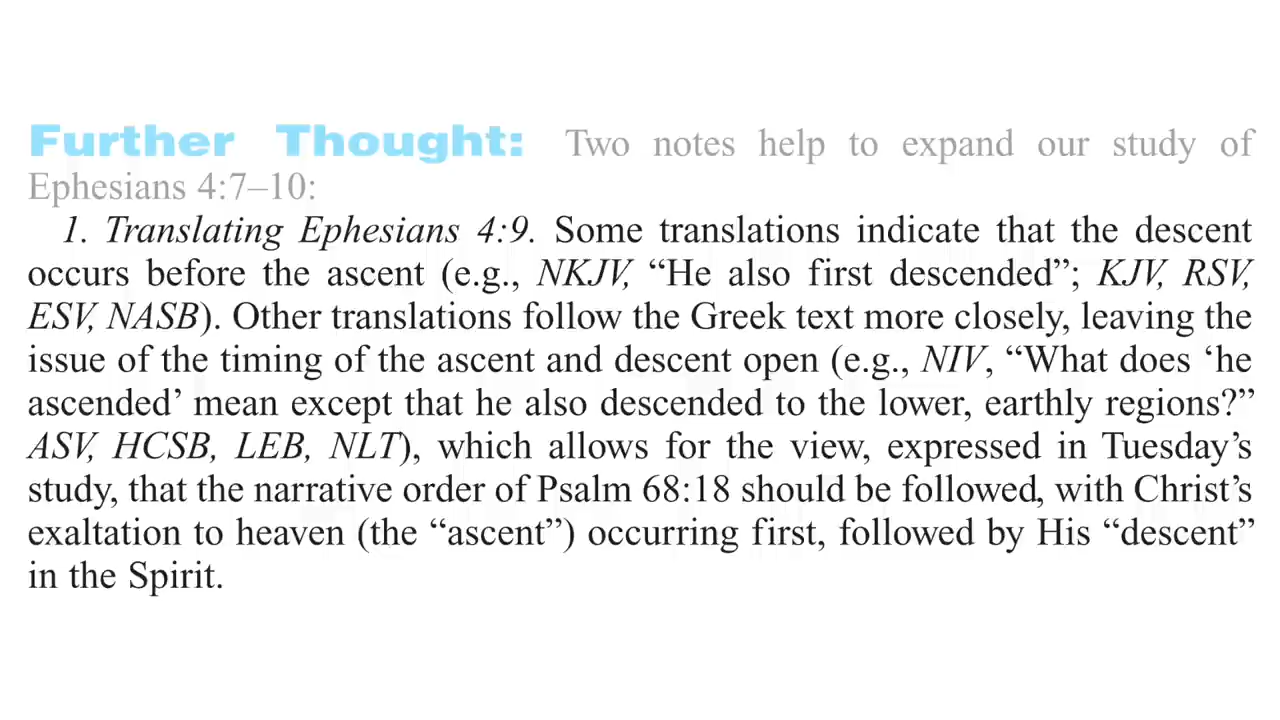 Further Thought: Two notes help to expand our study of
Ephesians 4:7–10:
1. Translating Ephesians 4:9. Some translations indicate that the descent
occurs before the ascent (e.g., NKJV, “He also first descended”; KJV, RSV,
ESV, NASB). Other translations follow the Greek text more closely, leaving the
issue of the timing of the ascent and descent open (e.g., NIV, “What does ‘he
ascended’ mean except that he also descended to the lower, earthly regions?”
ASV, HCSB, LEB, NLT), which allows for the view, expressed in Tuesday’s
study, that the narrative order of Psalm 68:18 should be followed, with Christ’s
exaltation to heaven (the “ascent”) occurring first, followed by His “descent”
in the Spirit.